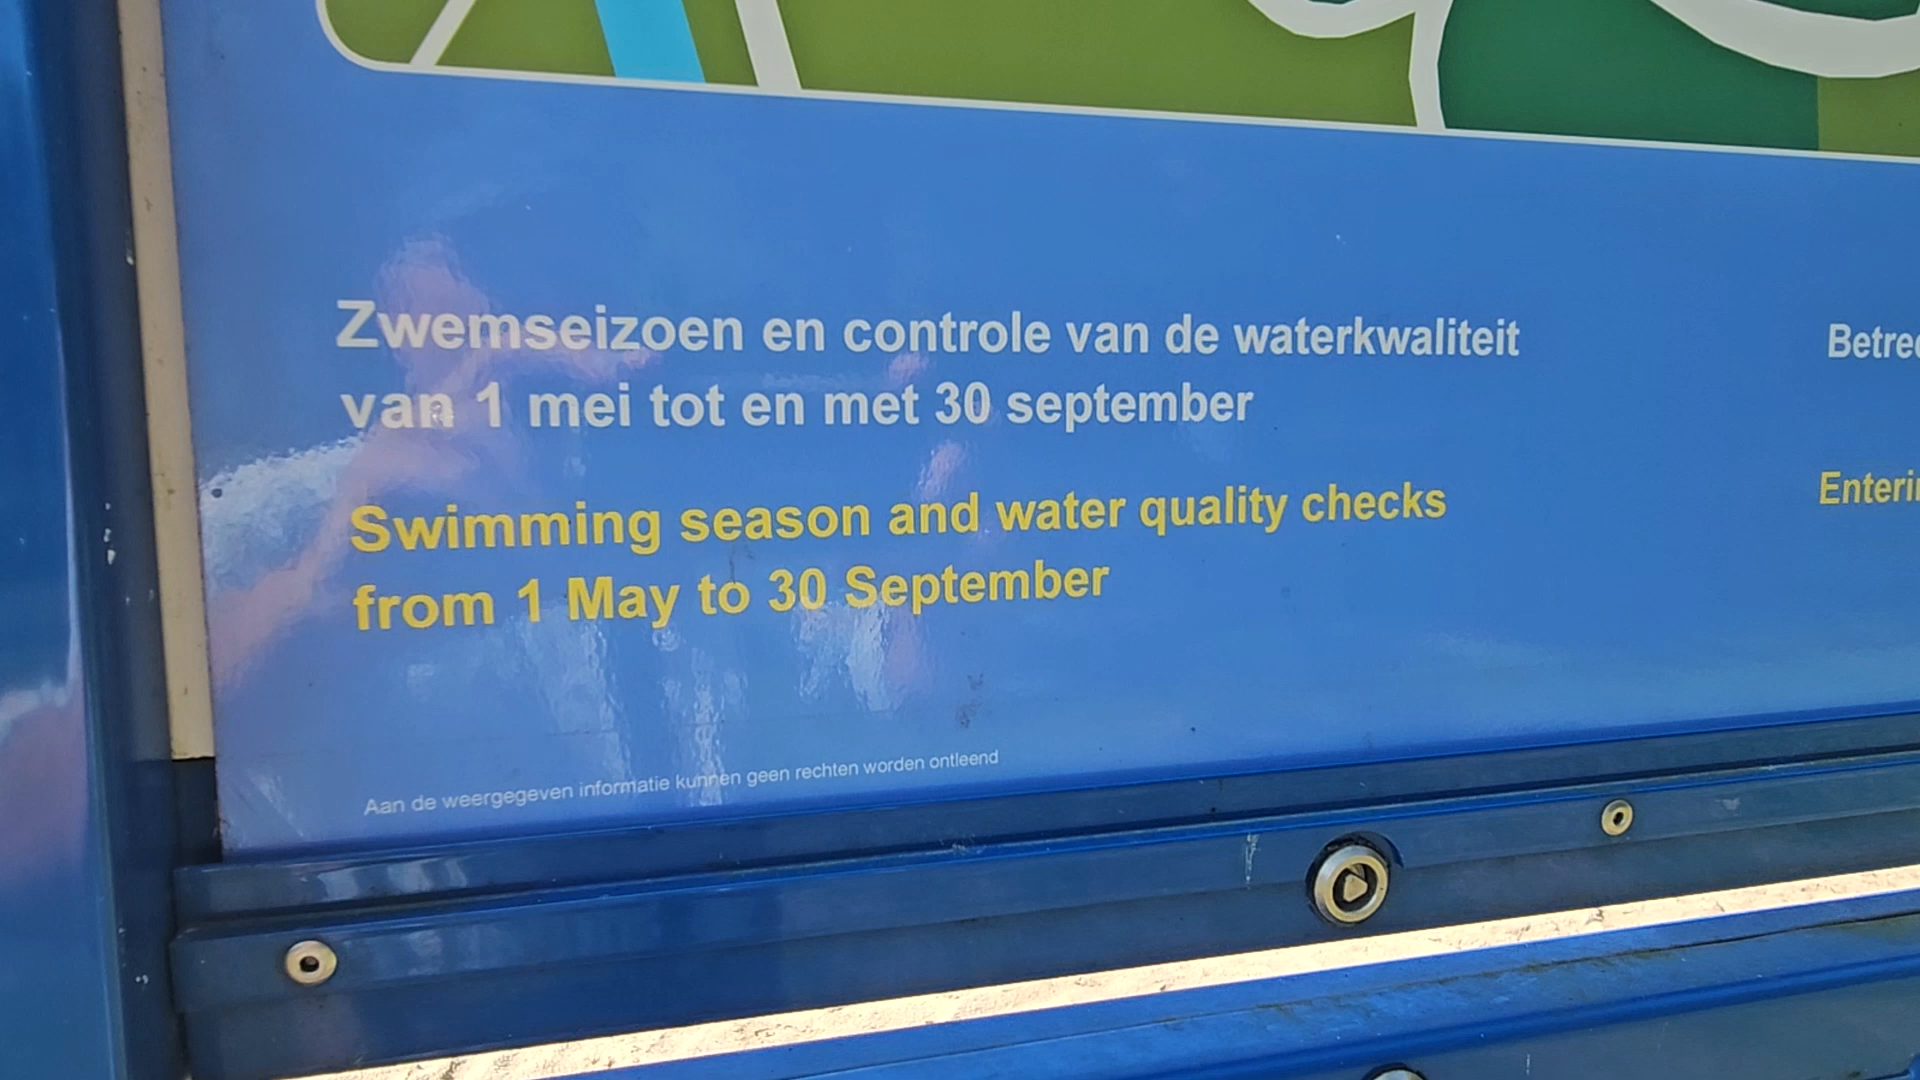 Zwemseizoen en controle van de waterkwaliteit
van 1 mei tot en met 30 september
Swimming season and water quality checks
from 1 May to 30 September
Aan de weergegeven informatie kunnen geen rechten worden ontleend